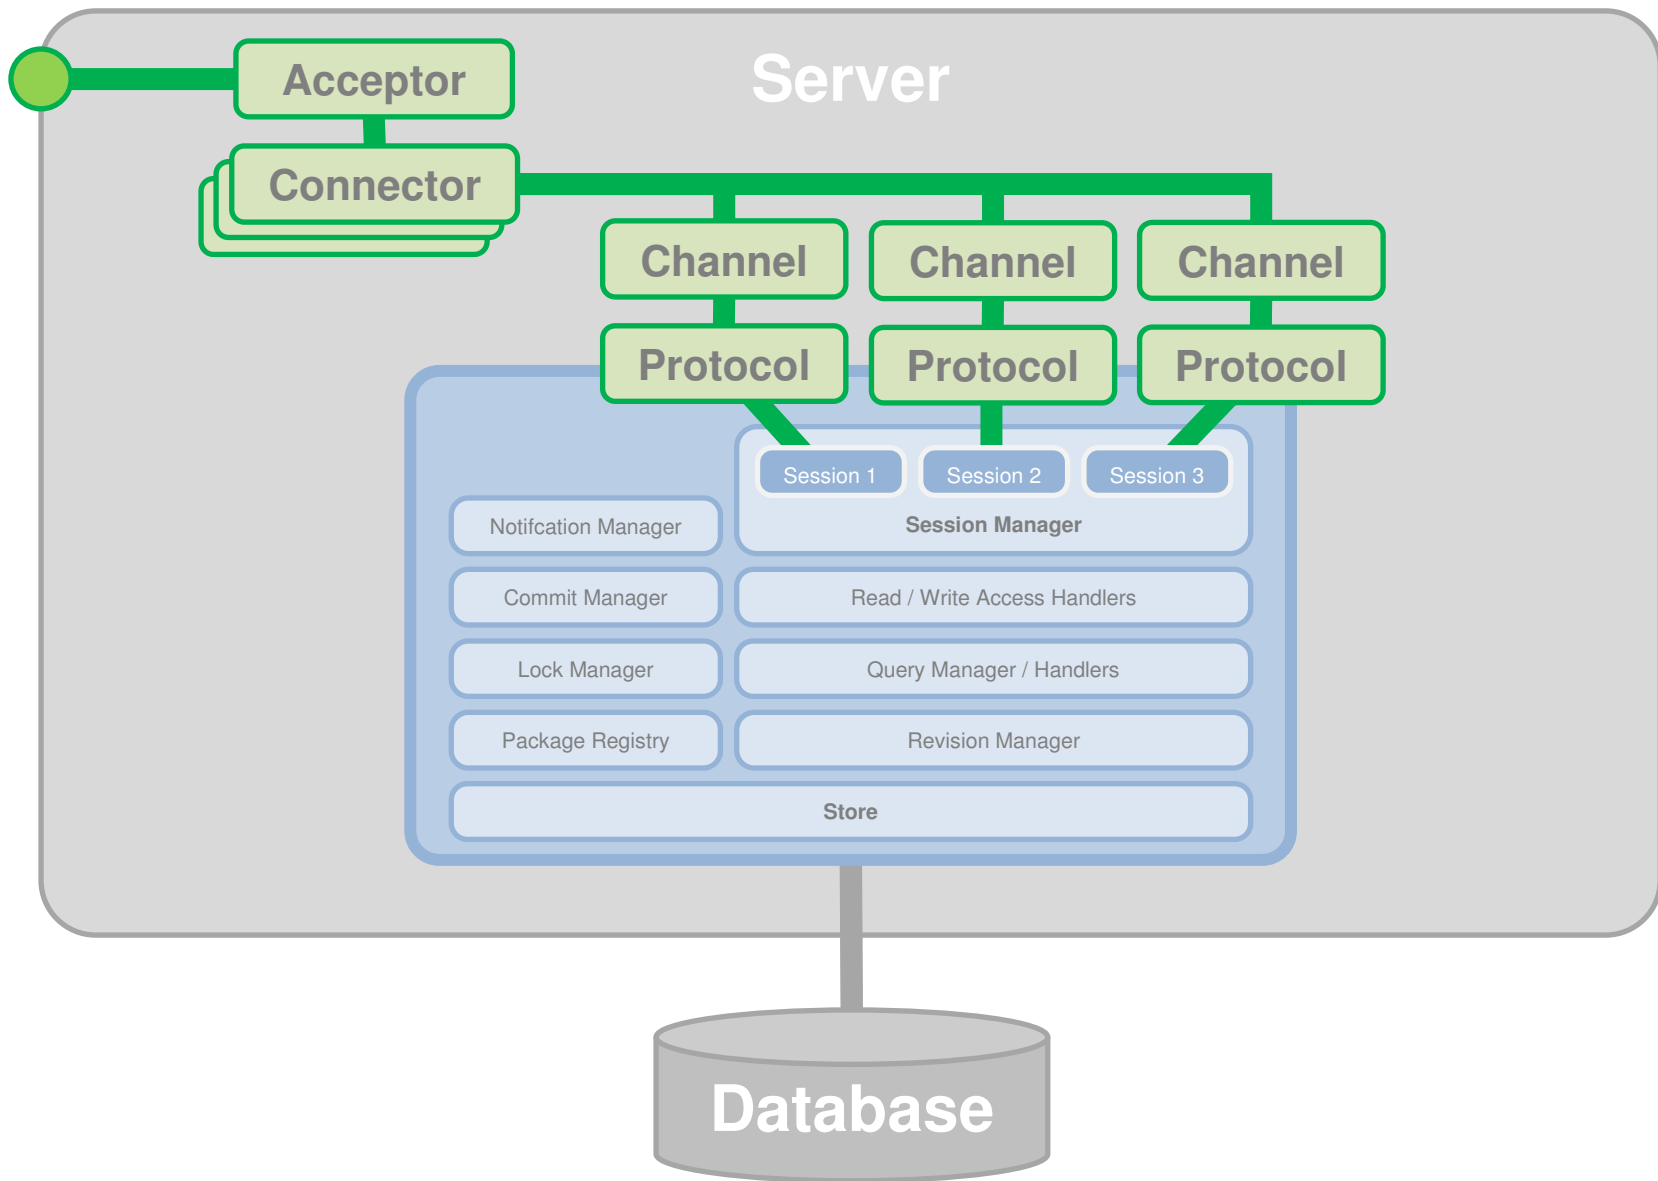 Server
Acceptor
Connector
Channel
Channel
Channel
Protocol
Protocol
Protocol
Session 1
Session 2
Session 3
Session Manager
Notifcation Manager
Commit Manager
Read / Write Access Handlers
Lock Manager
Query Manager / Handlers
Package Registry
Revision Manager
Store
Database